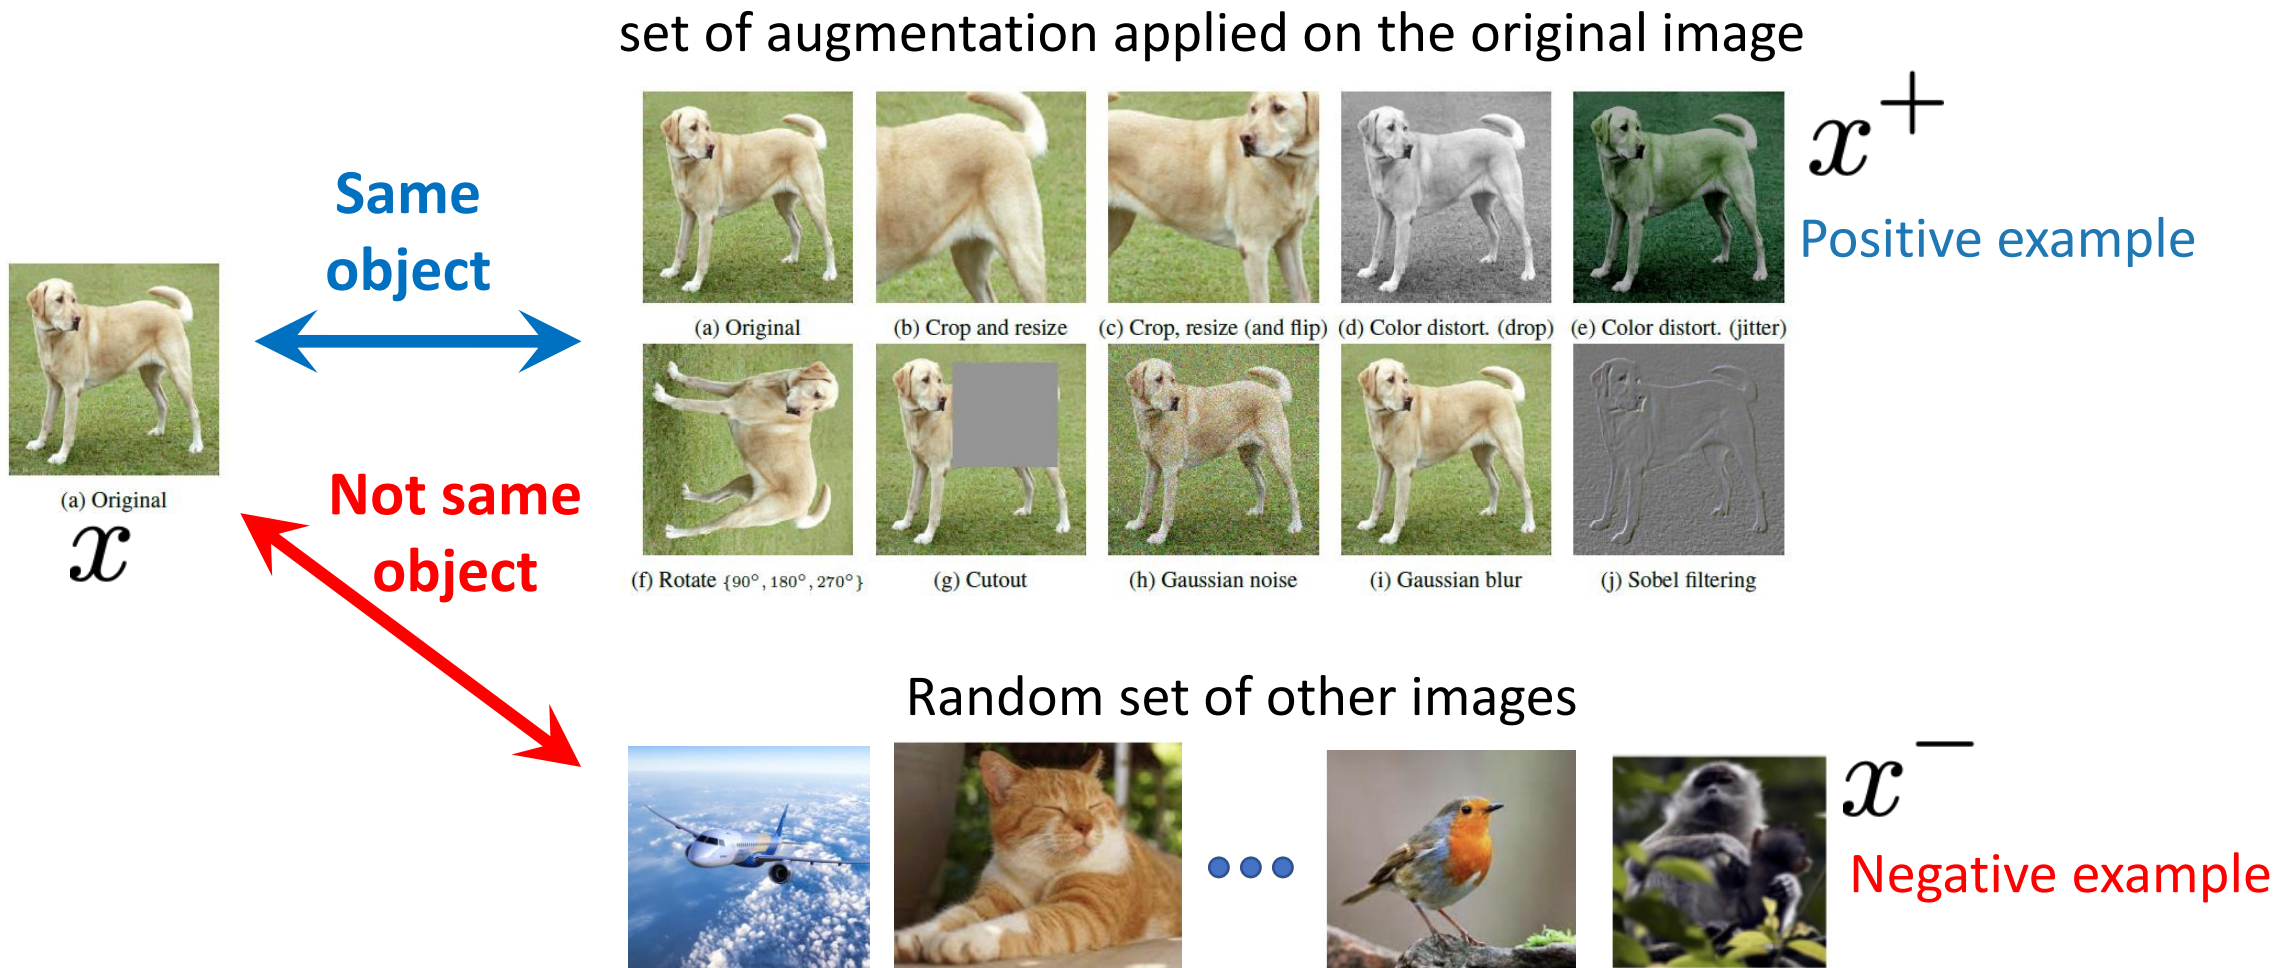 set of augmentation applied on the original image
x⁺
Positive example
Same
object
(a) Original
(b) Crop and resize
(c) Crop, resize (and flip)
(d) Color distort. (drop)
(e) Color distort. (jitter)
(f) Rotate {90°, 180°, 270°}
(g) Cutout
(h) Gaussian noise
(i) Gaussian blur
(j) Sobel filtering
(a) Original
x
Not same
object
Random set of other images
x⁻
Negative example